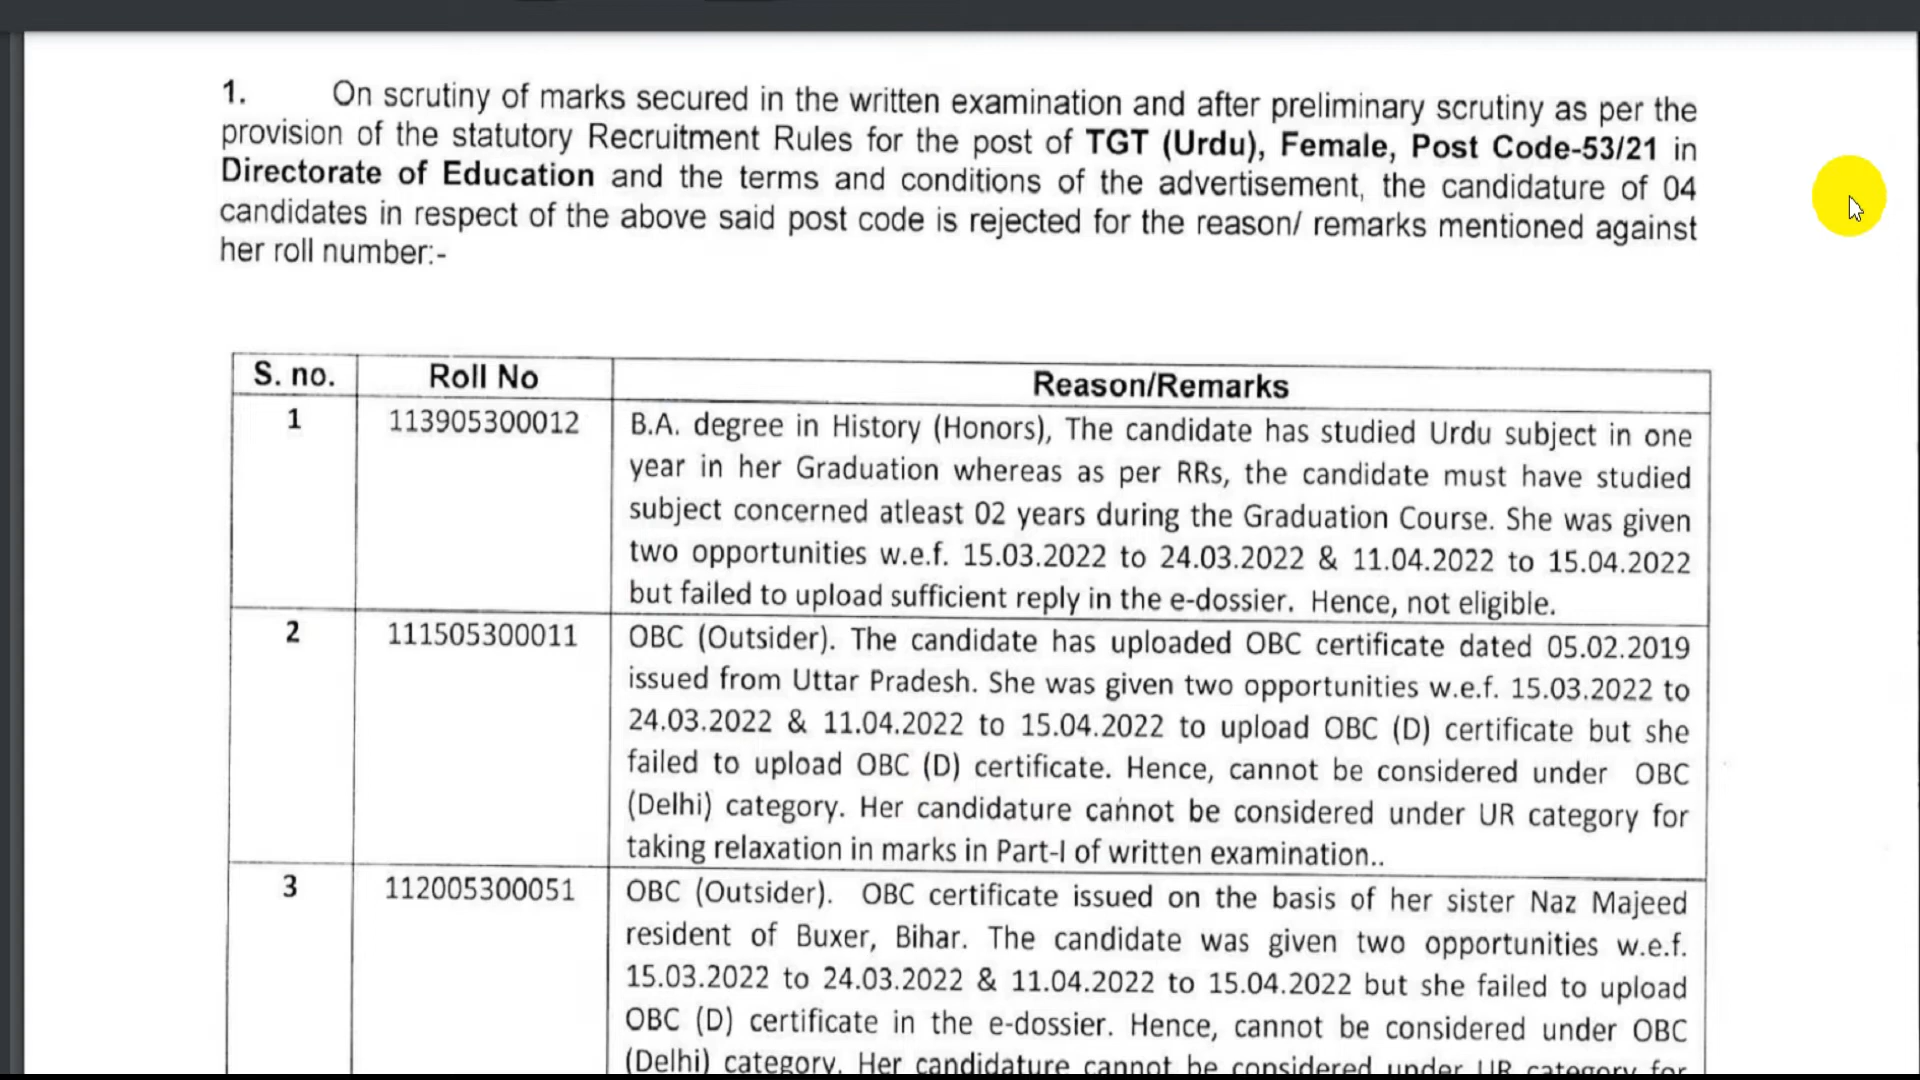 1. On scrutiny of marks secured in the written examination and after preliminary scrutiny as per the
provision of the statutory Recruitment Rules for the post of TGT (Urdu), Female, Post Code-53/21 in
Directorate of Education and the terms and conditions of the advertisement, the candidature of 04
candidates in respect of the above said post code is rejected for the reason/ remarks mentioned against
her roll number:-
S. no. Roll No Reason/Remarks
1 113905300012 B.A. degree in History (Honors), The candidate has studied Urdu subject in one
year in her Graduation whereas as per RRs, the candidate must have studied
subject concerned atleast 02 years during the Graduation Course. She was given
two opportunities w.e.f. 15.03.2022 to 24.03.2022 & 11.04.2022 to 15.04.2022
but failed to upload sufficient reply in the e-dossier. Hence, not eligible.
2 111505300011 OBC (Outsider). The candidate has uploaded OBC certificate dated 05.02.2019
issued from Uttar Pradesh. She was given two opportunities w.e.f. 15.03.2022 to
24.03.2022 & 11.04.2022 to 15.04.2022 to upload OBC (D) certificate but she
failed to upload OBC (D) certificate. Hence, cannot be considered under OBC
(Delhi) category. Her candidature cannot be considered under UR category for
taking relaxation in marks in Part-I of written examination..
3 112005300051 OBC (Outsider). OBC certificate issued on the basis of her sister Naz Majeed
resident of Buxer, Bihar. The candidate was given two opportunities w.e.f.
15.03.2022 to 24.03.2022 & 11.04.2022 to 15.04.2022 but she failed to upload
OBC (D) certificate in the e-dossier. Hence, cannot be considered under OBC
(Delhi) category. Her candidature cannot be considered under UR category for